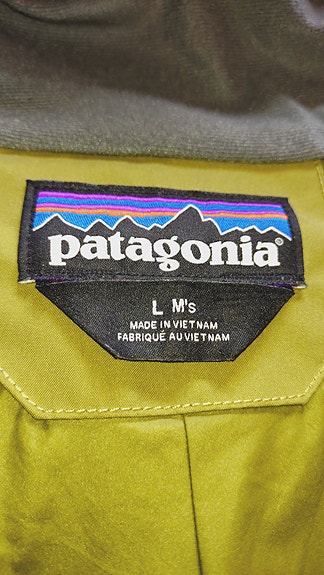 patagonia®
L M's
MADE IN VIETNAM
FABRIQUÉ AU VIETNAM